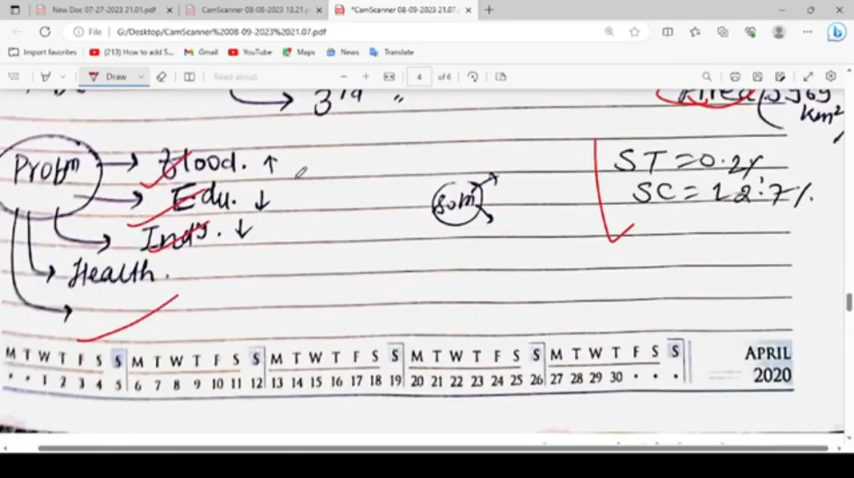 New Doc 07-27-2023 21.01.pdf
CamScanner 08-08-2023 13.21.p
*CamScanner 08-09-2023 21.07.
File | G:/Desktop/CamScanner%2008-09-2023%2021.07.pdf
Import favorites
(213) How to add S...
Gmail
YouTube
Maps
News
Translate
Draw
Read aloud
4 of 6
3rd "
Area
km²
Probm
flood. ↑
Edu. ↓
Inds. ↓
Health.
ST = 0.2%
SC = 12.7%.
M T W T F S S M T W T F S S M T W T F S S M T W T F S S M T W T F S S
• • 1 2 3 4 5 6 7 8 9 10 11 12 13 14 15 16 17 18 19 20 21 22 23 24 25 26 27 28 29 30 • • •
APRIL
2020